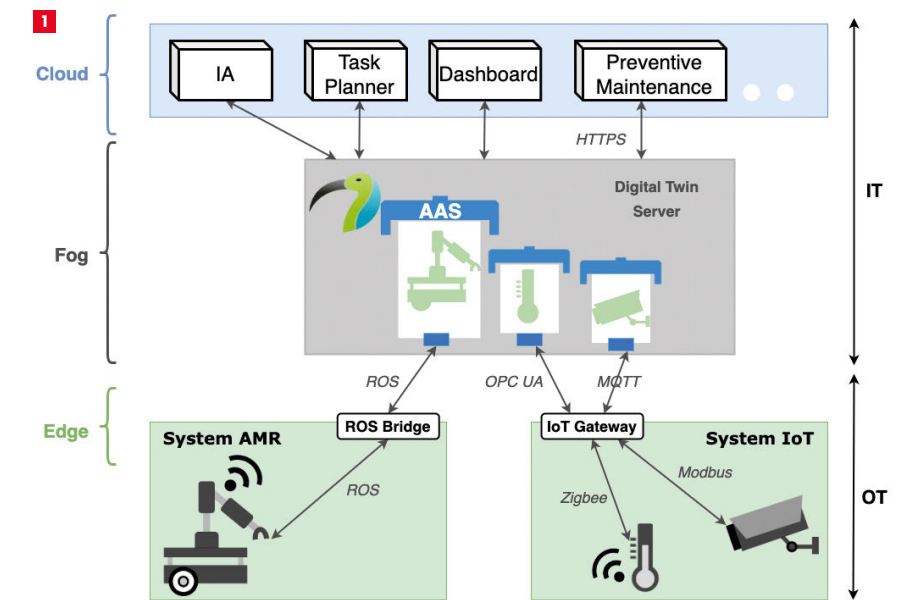 1
Cloud
IA
Task
Planner
Dashboard
Preventive
Maintenance
HTTPS
IT
Digital Twin
Server
AAS
Fog
ROS
OPC UA
MQTT
Edge
System AMR
ROS Bridge
IoT Gateway
System IoT
ROS
Zigbee
Modbus
OT